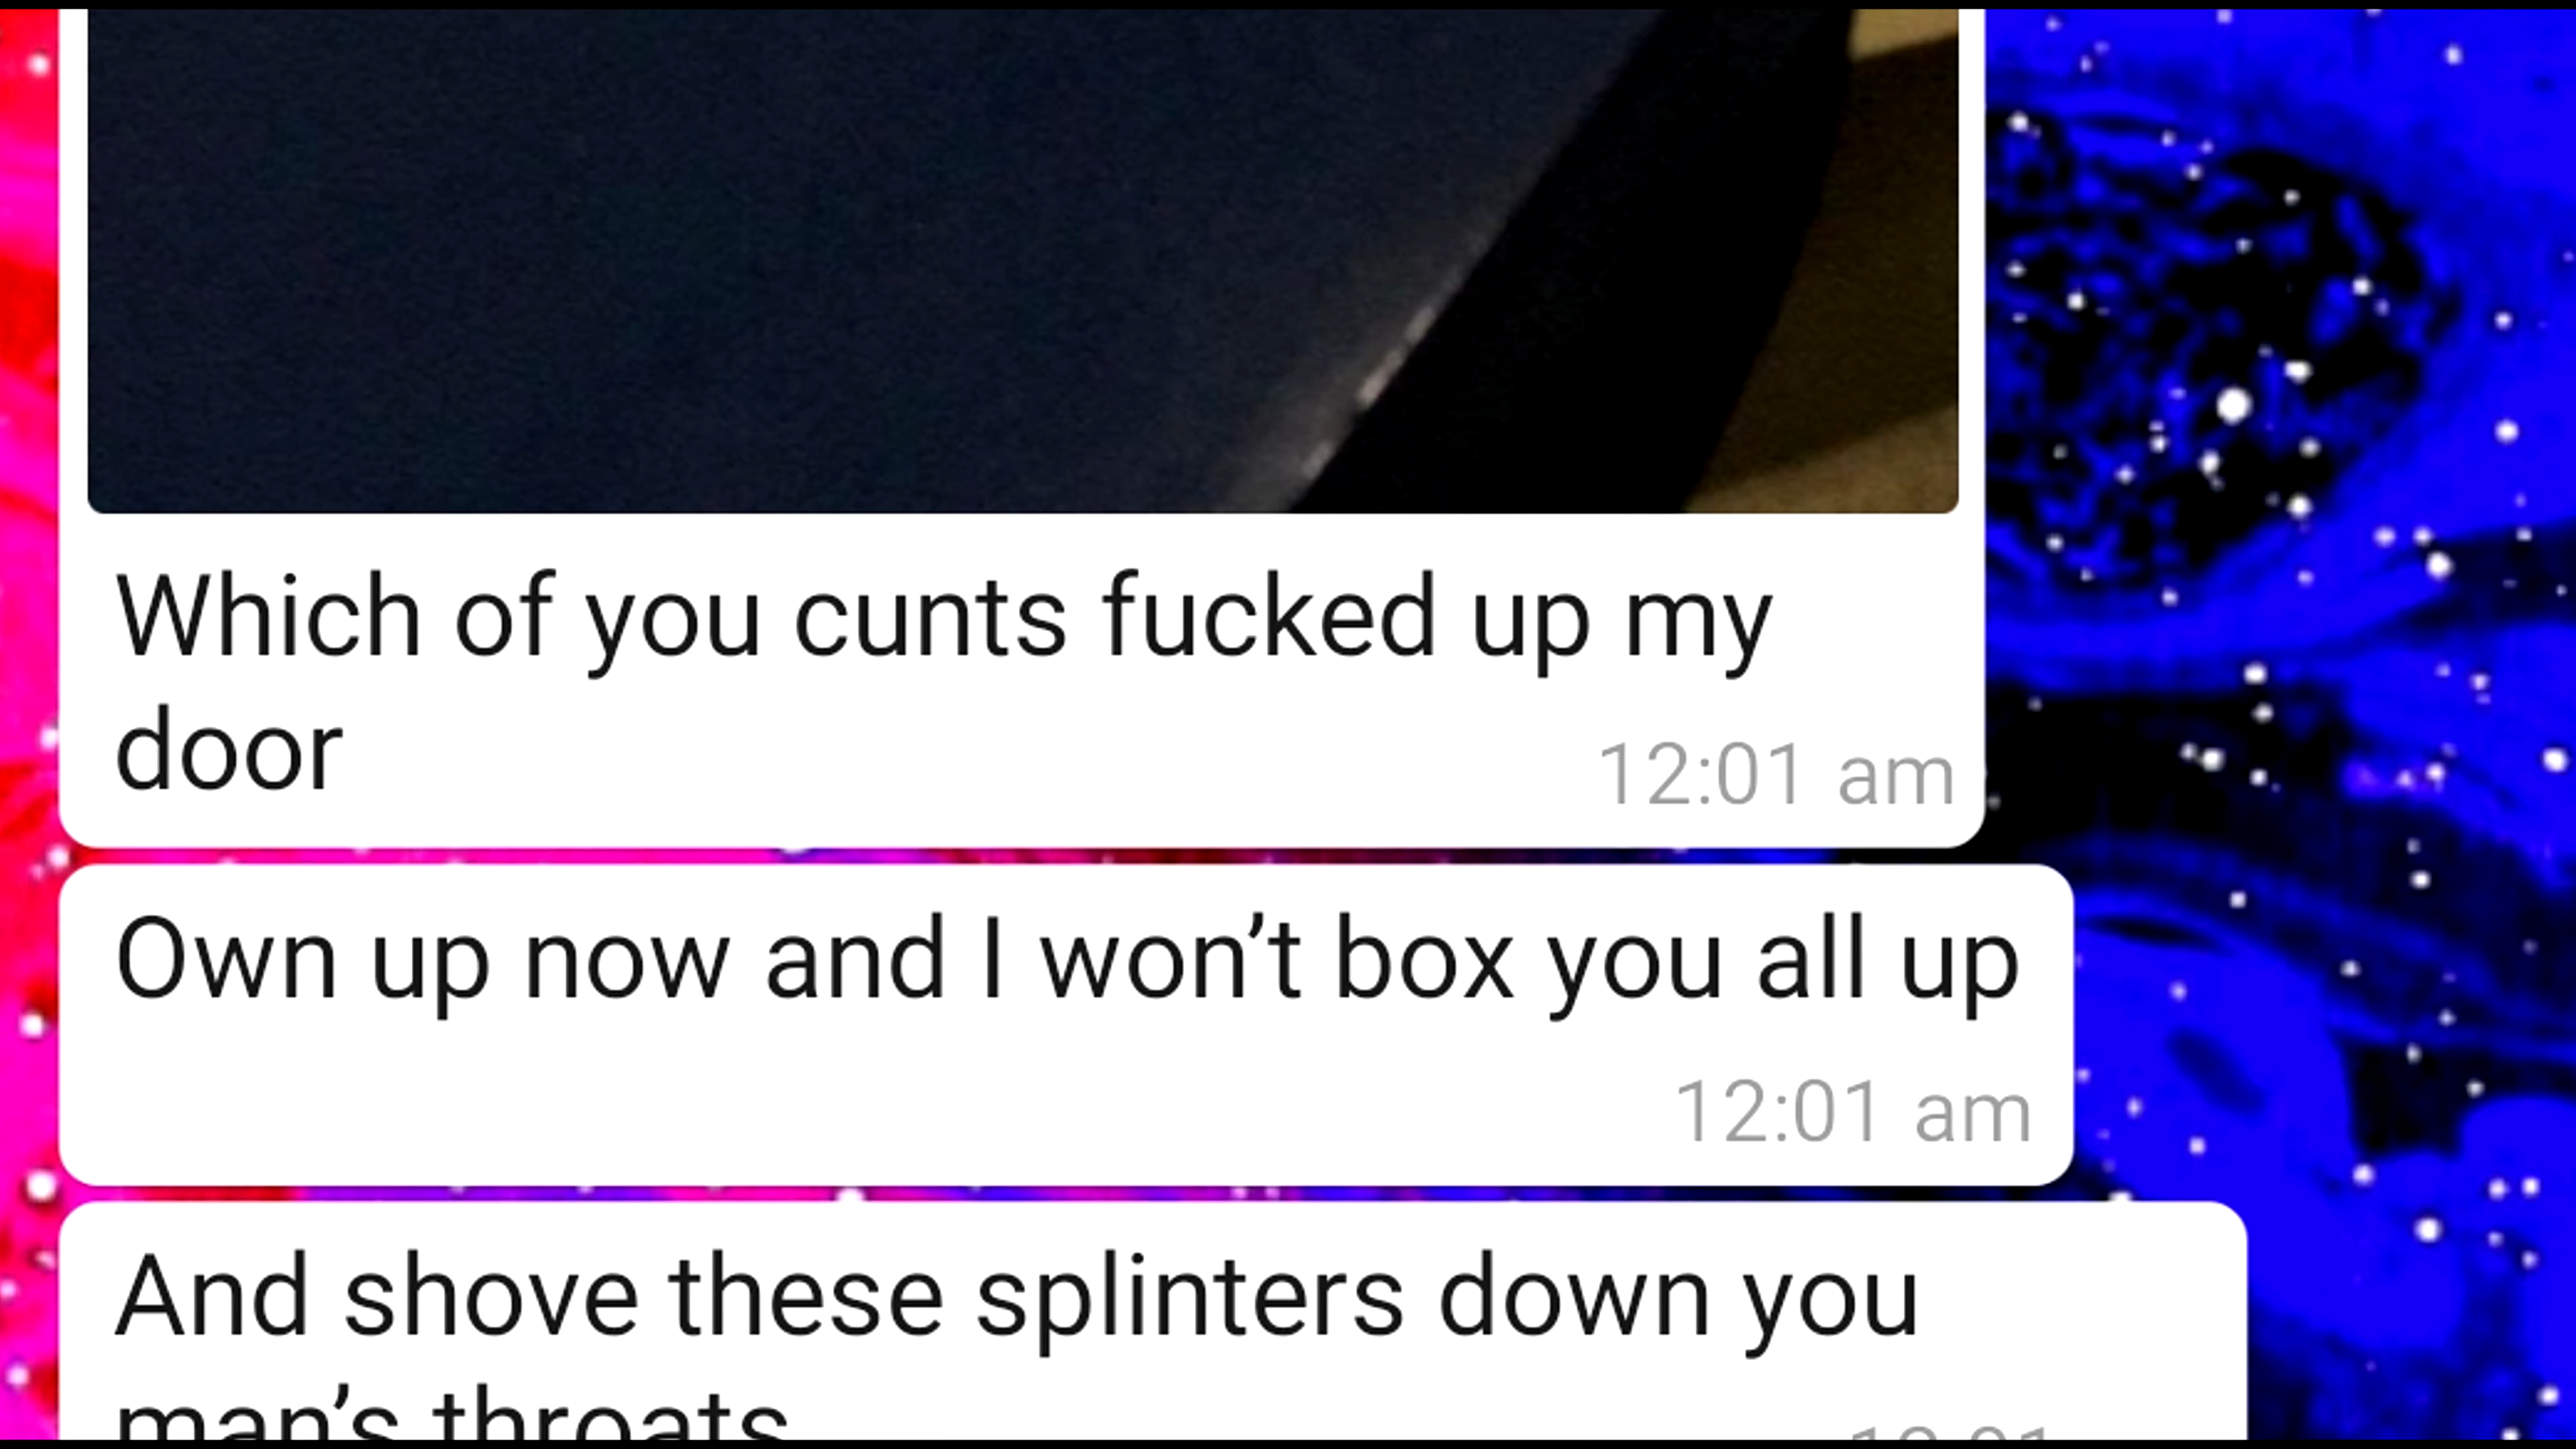 Which of you cunts fucked up my
door
12:01 am
Own up now and I won’t box you all up
12:01 am
And shove these splinters down you
man’s throats